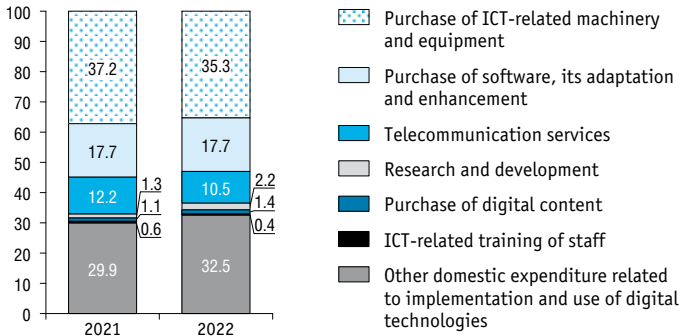 100
90
80
70
60
50
40
30
20
10
0
37.2
17.7
12.2
1.3
1.1
0.6
29.9
2021
35.3
17.7
10.5
2.2
1.4
0.4
32.5
2022
Purchase of ICT-related machinery
and equipment
Purchase of software, its adaptation
and enhancement
Telecommunication services
Research and development
Purchase of digital content
ICT-related training of staff
Other domestic expenditure related
to implementation and use of digital
technologies